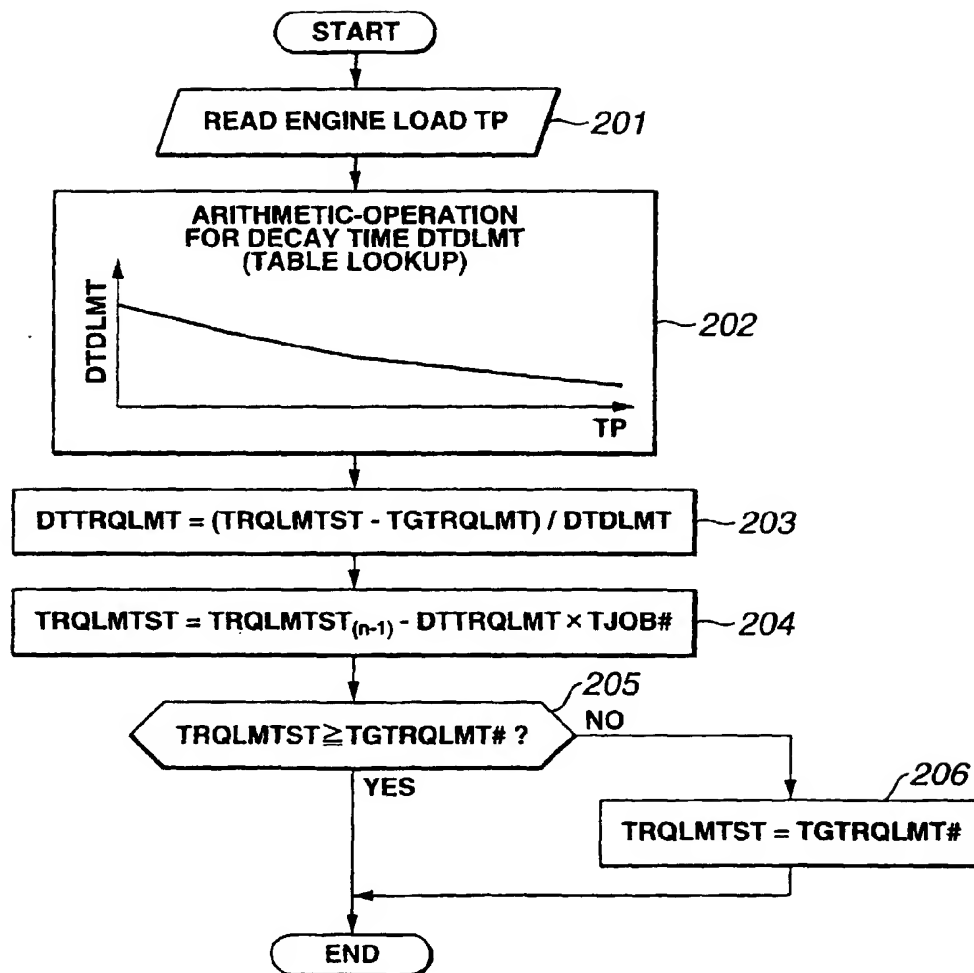 START
READ ENGINE LOAD TP
201
ARITHMETIC-OPERATION
FOR DECAY TIME DTDLMT
(TABLE LOOKUP)
DTDLMT
TP
202
DTTRQLMT = (TRQLMTST - TGTRQLMT) / DTDLMT
203
TRQLMTST = TRQLMTST(n-1) - DTTRQLMT × TJOB#
204
205
TRQLMTST ≧ TGTRQLMT# ?
NO
YES
206
TRQLMTST = TGTRQLMT#
END